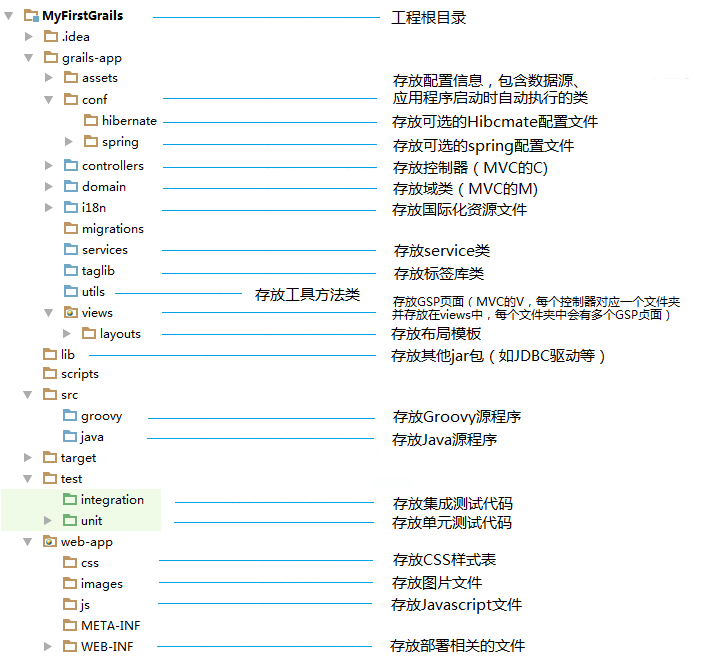 MyFirstGrails 工程根目录
.idea
grails-app
assets 存放配置信息，包含数据源、
conf 应用程序启动时自动执行的类
hibernate 存放可选的Hibcmate配置文件
spring 存放可选的spring配置文件
controllers 存放控制器（MVC的C)
domain 存放域类（MVC的M)
i18n 存放国际化资源文件
migrations
services 存放service类
taglib 存放标签库类
utils 存放工具方法类
存放GSP页面（MVC的V，每个控制器对应一个文件夹
views 并存放在views中，每个文件夹中会有多个GSP页面）
layouts 存放布局模板
lib 存放其他jar包（如JDBC驱动等）
scripts
src
groovy 存放Groovy源程序
java 存放Java源程序
target
test
integration 存放集成测试代码
unit 存放单元测试代码
web-app
css 存放CSS样式表
images 存放图片文件
js 存放Javascript文件
META-INF
WEB-INF 存放部署相关的文件